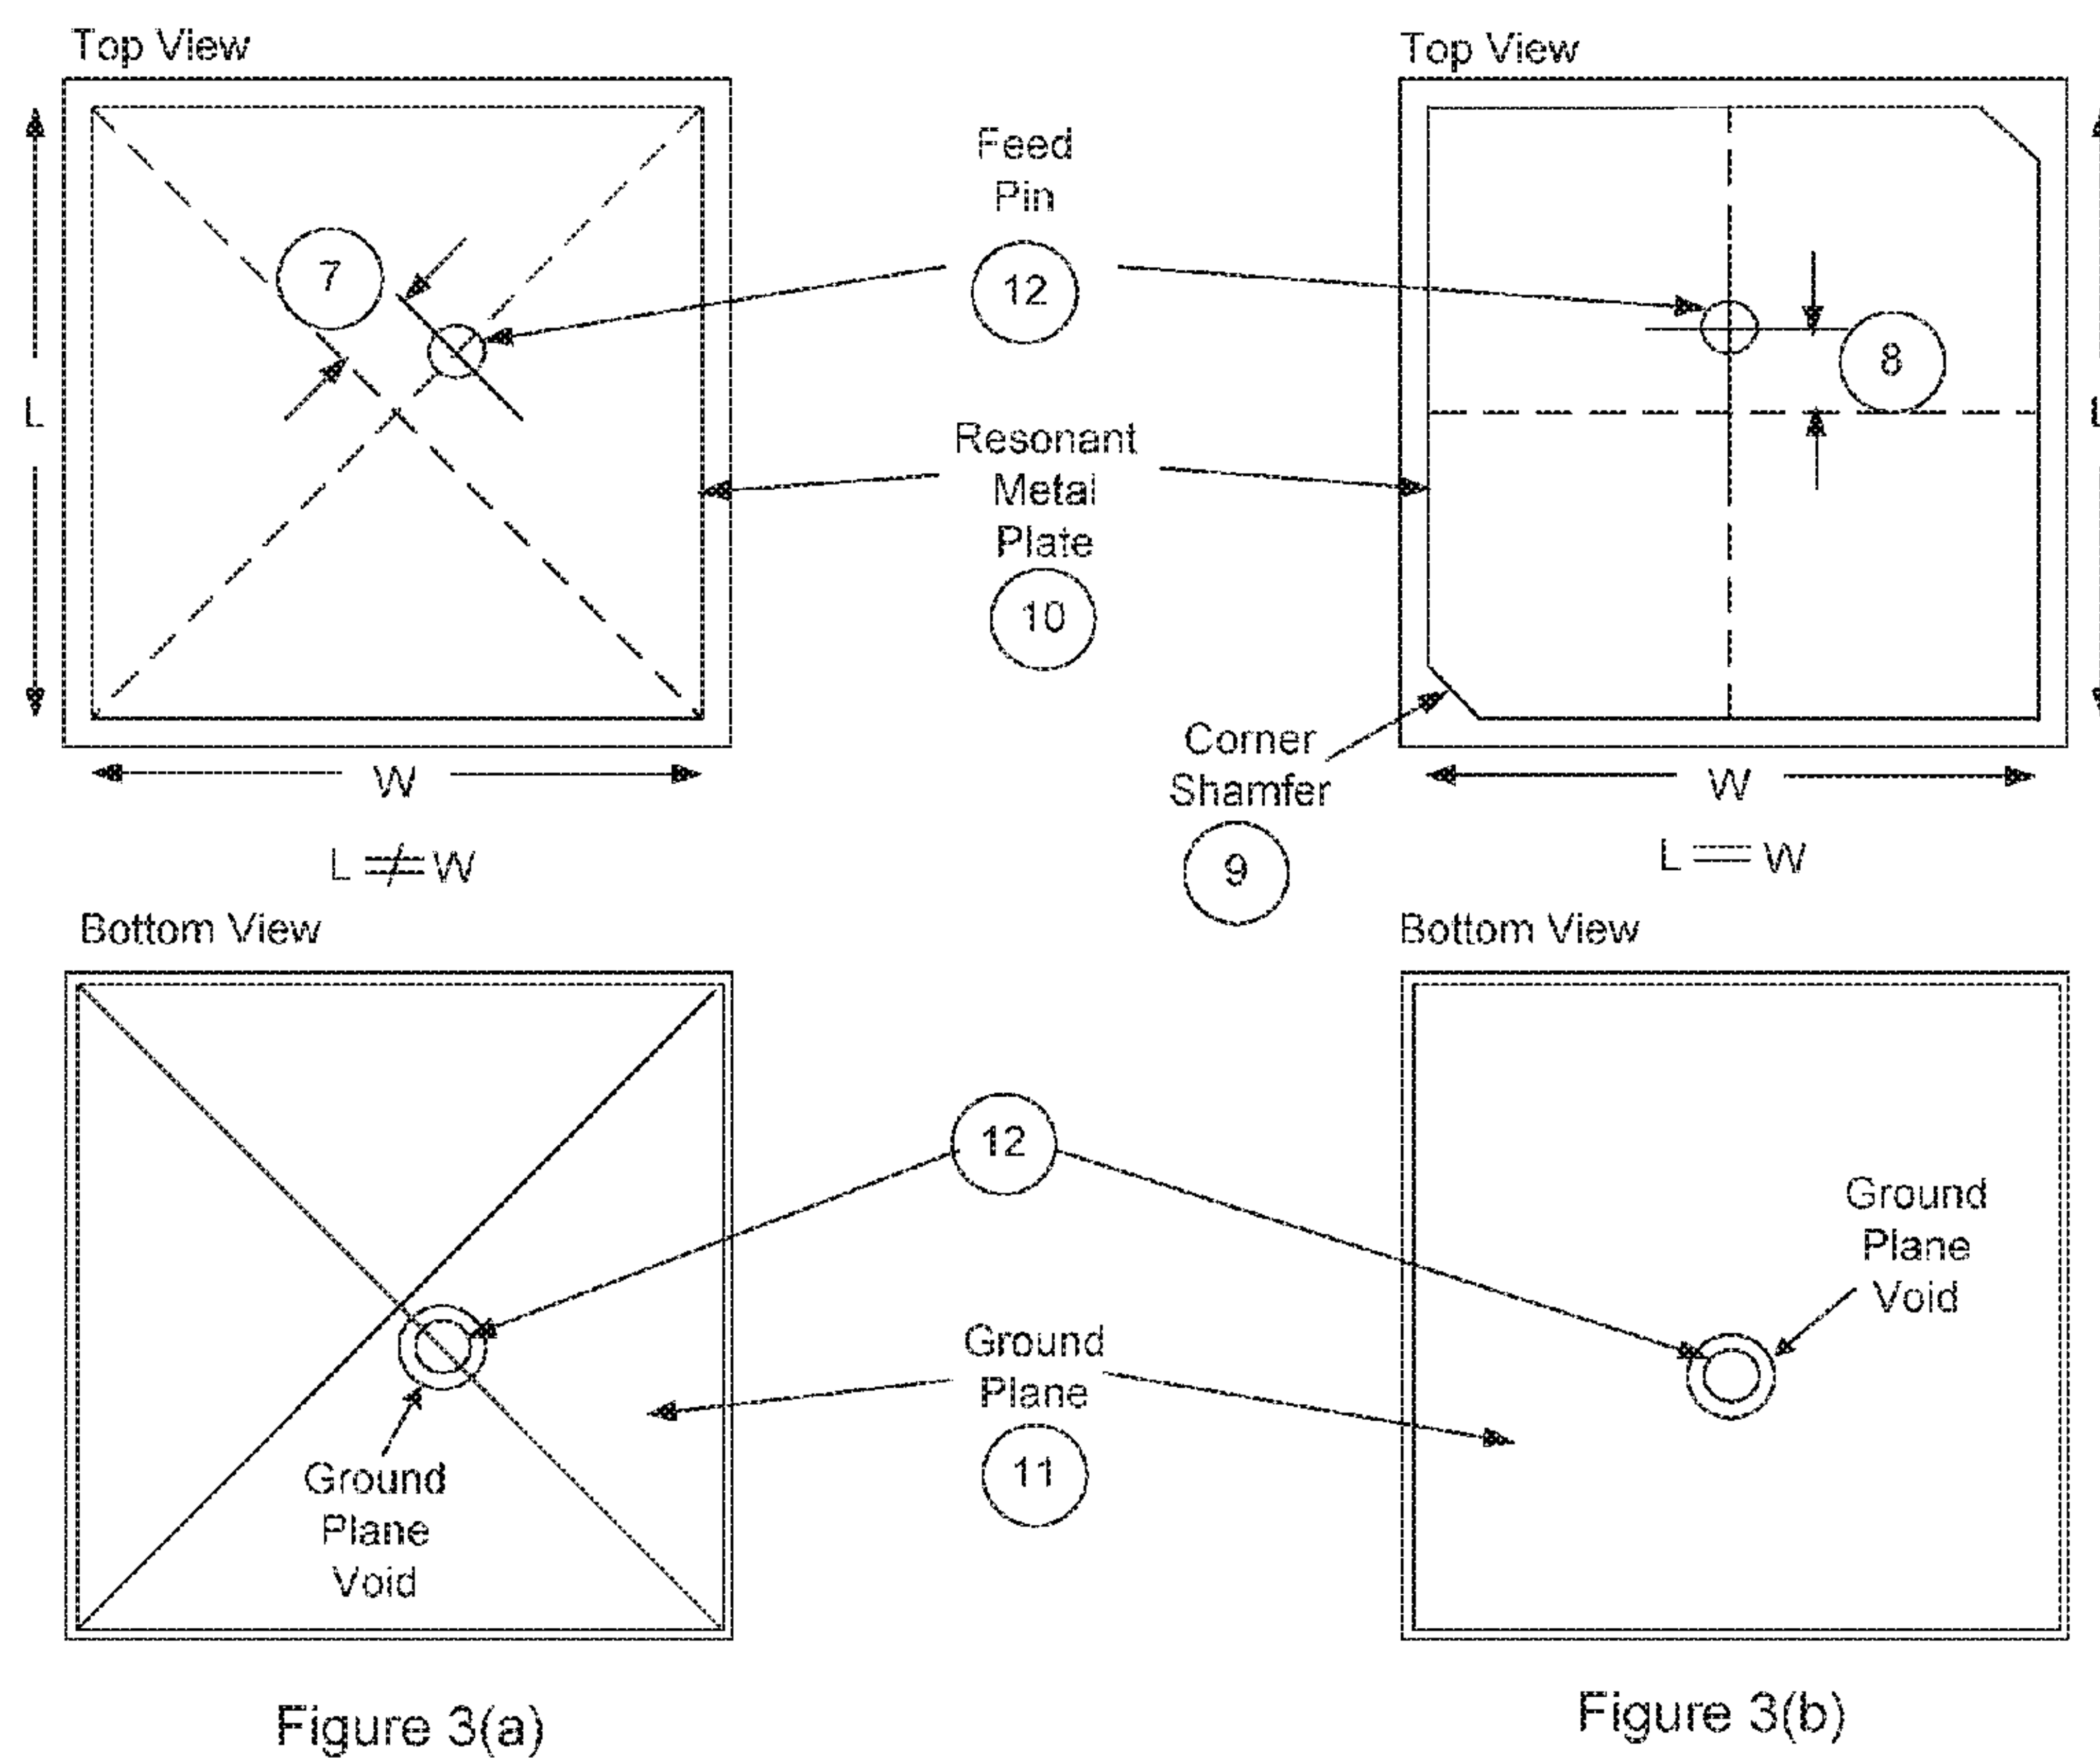 Top View
Top View
Feed
Pin
12
7
8
L
L
Resonant
Metal
Plate
10
W
W
Corner
Shamfer
9
L ≠ W
L = W
Bottom View
Bottom View
12
Ground
Plane
Void
Ground
Plane
11
Ground
Plane
Void
Figure 3(a)
Figure 3(b)